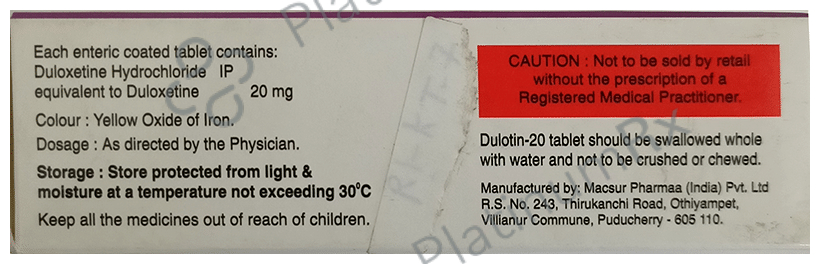 Each enteric coated tablet contains:
Duloxetine Hydrochloride IP
equivalent to Duloxetine 20 mg
Colour : Yellow Oxide of Iron.
Dosage : As directed by the Physician.
Storage : Store protected from light &
moisture at a temperature not exceeding 30°C
Keep all the medicines out of reach of children.
CAUTION : Not to be sold by retail
without the prescription of a
Registered Medical Practitioner.
Dulotin-20 tablet should be swallowed whole
with water and not to be crushed or chewed.
Manufactured by: Macsur Pharmaa (India) Pvt. Ltd
R.S. No. 243, Thirukanchi Road, Othiyampet,
Villianur Commune, Puducherry - 605 110.
PlatinumRx